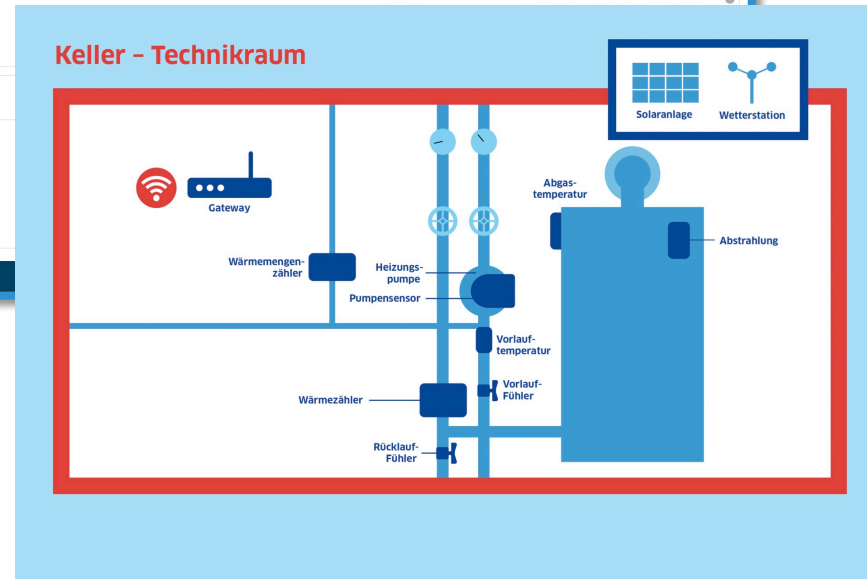 Keller – Technikraum
Solaranlage
Wetterstation
Gateway
Abgas-
temperatur
Abstrahlung
Wärmemengen-
zähler
Heizungs-
pumpe
Pumpensensor
Vorlauf-
temperatur
Vorlauf-
Fühler
Wärmezähler
Rücklauf-
Fühler